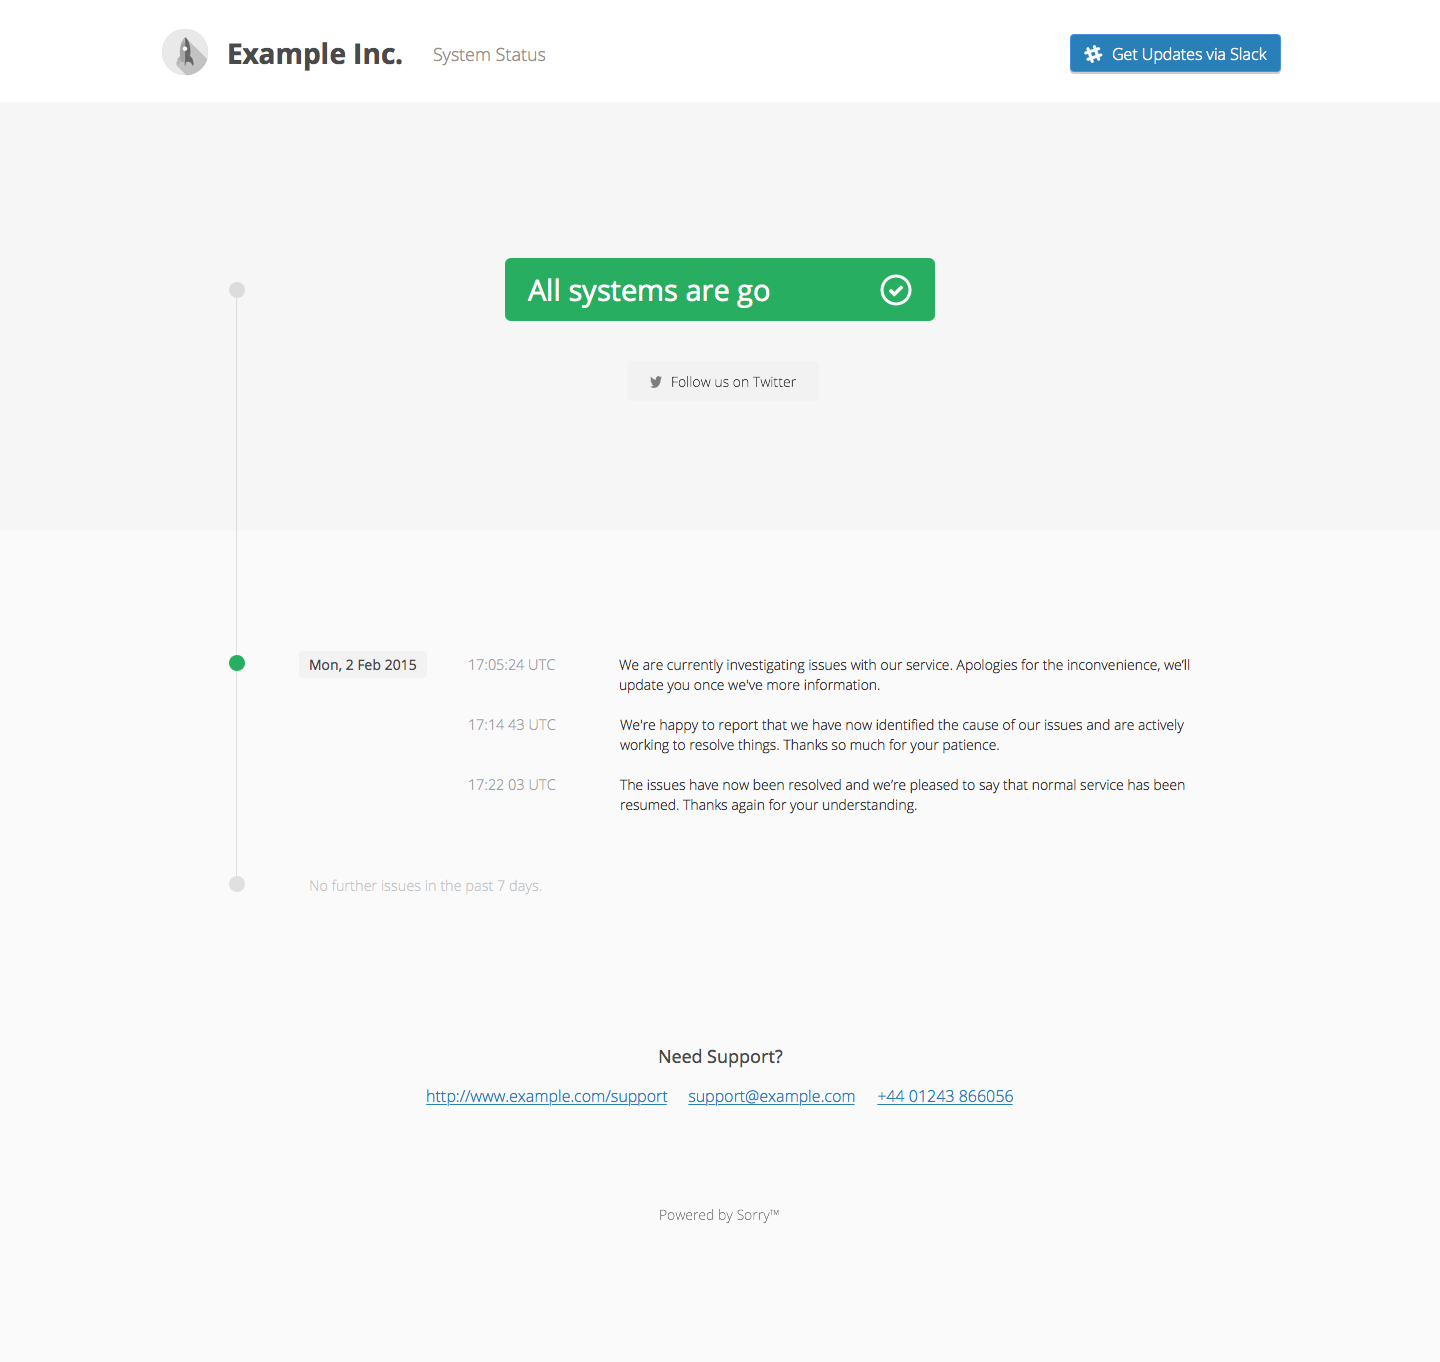 Example Inc.
System Status
Get Updates via Slack
All systems are go
Follow us on Twitter
Mon, 2 Feb 2015
17:05:24 UTC
We are currently investigating issues with our service. Apologies for the inconvenience, we’ll
update you once we've more information.
17:14 43 UTC
We're happy to report that we have now identified the cause of our issues and are actively
working to resolve things. Thanks so much for your patience.
17:22 03 UTC
The issues have now been resolved and we’re pleased to say that normal service has been
resumed. Thanks again for your understanding.
No further issues in the past 7 days.
Need Support?
http://www.example.com/support support@example.com +44 01243 866056
Powered by Sorry™